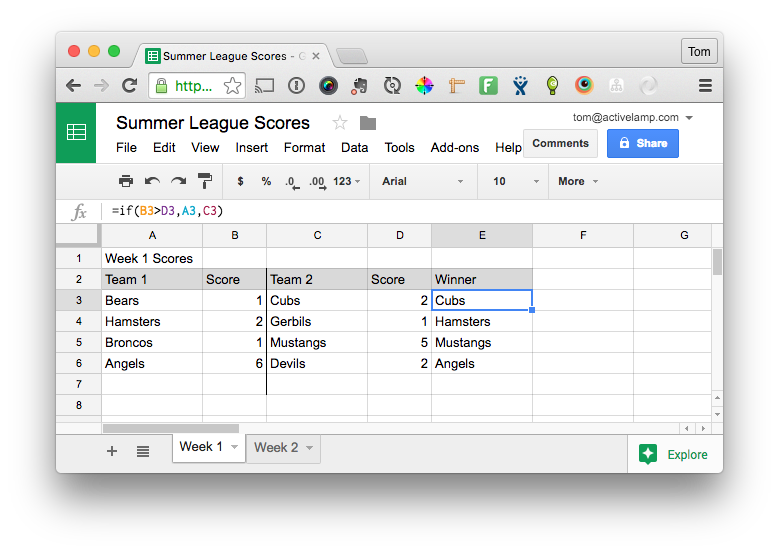 Summer League Scores - G
Tom
http...
Summer League Scores
tom@activelamp.com
File Edit View Insert Format Data Tools Add-ons Help
Comments
Share
$ % .0 .00 123 Arial 10 More
fx =if(B3>D3,A3,C3)
A B C D E F G
1 Week 1 Scores
2 Team 1 Score Team 2 Score Winner
3 Bears 1 Cubs 2 Cubs
4 Hamsters 2 Gerbils 1 Hamsters
5 Broncos 1 Mustangs 5 Mustangs
6 Angels 6 Devils 2 Angels
7
8
Week 1 Week 2
Explore